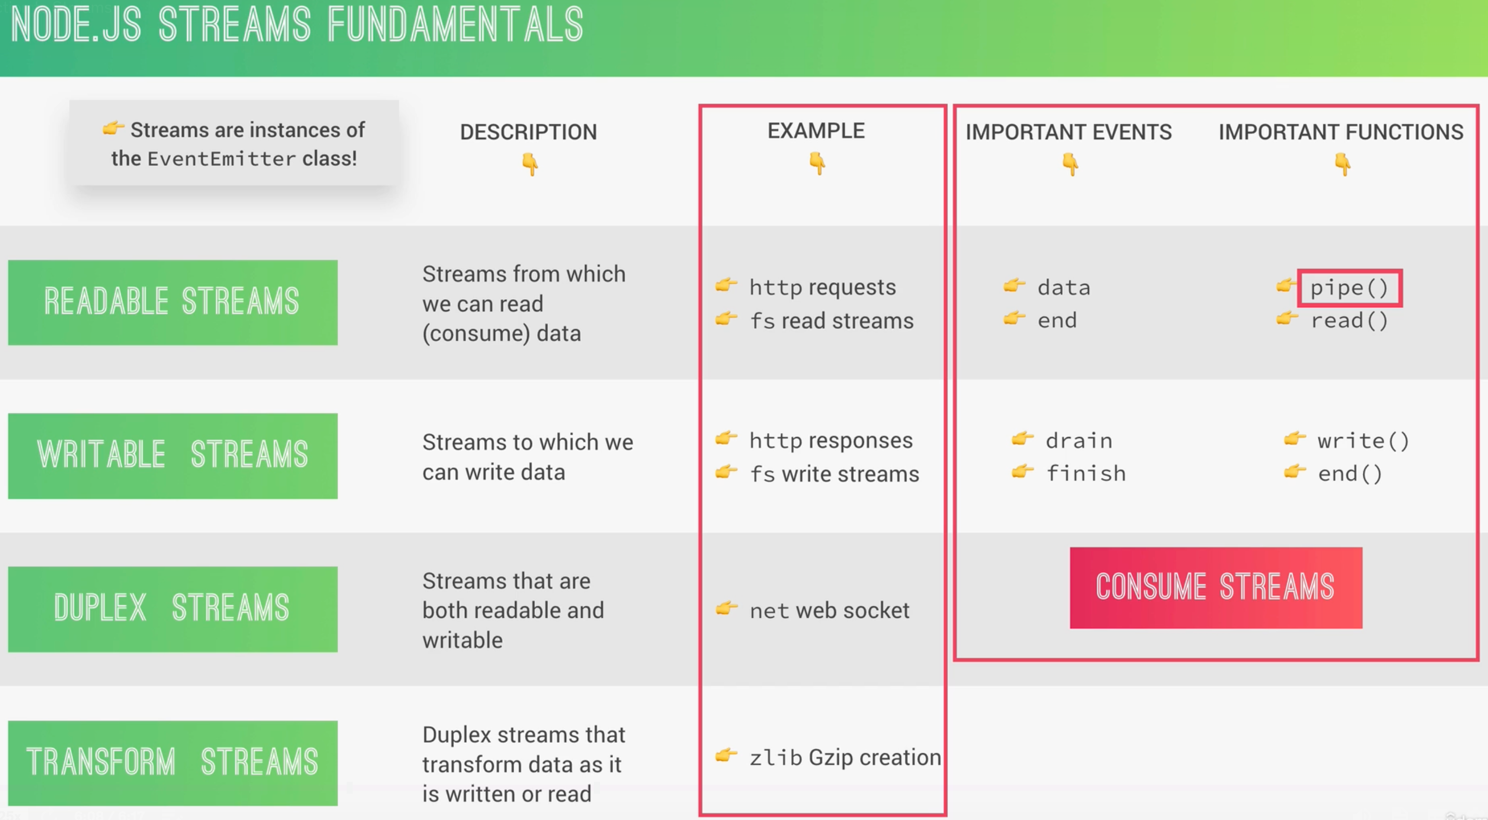 NODE.JS STREAMS FUNDAMENTALS
👉 Streams are instances of
the EventEmitter class!
DESCRIPTION
👇
EXAMPLE
👇
IMPORTANT EVENTS
👇
IMPORTANT FUNCTIONS
👇
READABLE STREAMS
Streams from which
we can read
(consume) data
👉 http requests
👉 fs read streams
👉 data
👉 end
👉 pipe()
👉 read()
WRITABLE STREAMS
Streams to which we
can write data
👉 http responses
👉 fs write streams
👉 drain
👉 finish
👉 write()
👉 end()
DUPLEX STREAMS
Streams that are
both readable and
writable
👉 net web socket
CONSUME STREAMS
TRANSFORM STREAMS
Duplex streams that
transform data as it
is written or read
👉 zlib Gzip creation